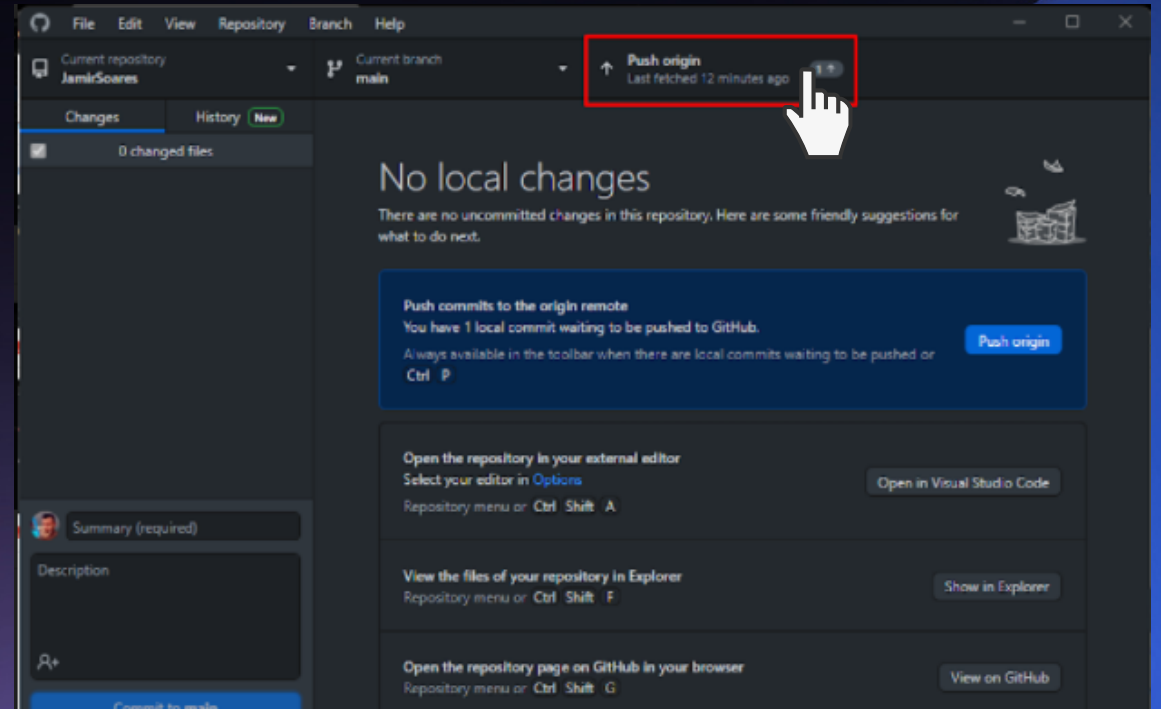 File Edit View Repository Branch Help
Current repository
JamirSoares
Current branch
main
Push origin
Last fetched 12 minutes ago
1
Changes
History New
0 changed files
No local changes
There are no uncommitted changes in this repository. Here are some friendly suggestions for
what to do next.
Push commits to the origin remote
You have 1 local commit waiting to be pushed to GitHub.
Always available in the toolbar when there are local commits waiting to be pushed or
Ctrl P
Push origin
Open the repository in your external editor
Select your editor in Options
Repository menu or Ctrl Shift A
Open in Visual Studio Code
View the files of your repository in Explorer
Repository menu or Ctrl Shift F
Show in Explorer
Open the repository page on GitHub in your browser
Repository menu or Ctrl Shift G
View on GitHub
Summary (required)
Description
Commit to main